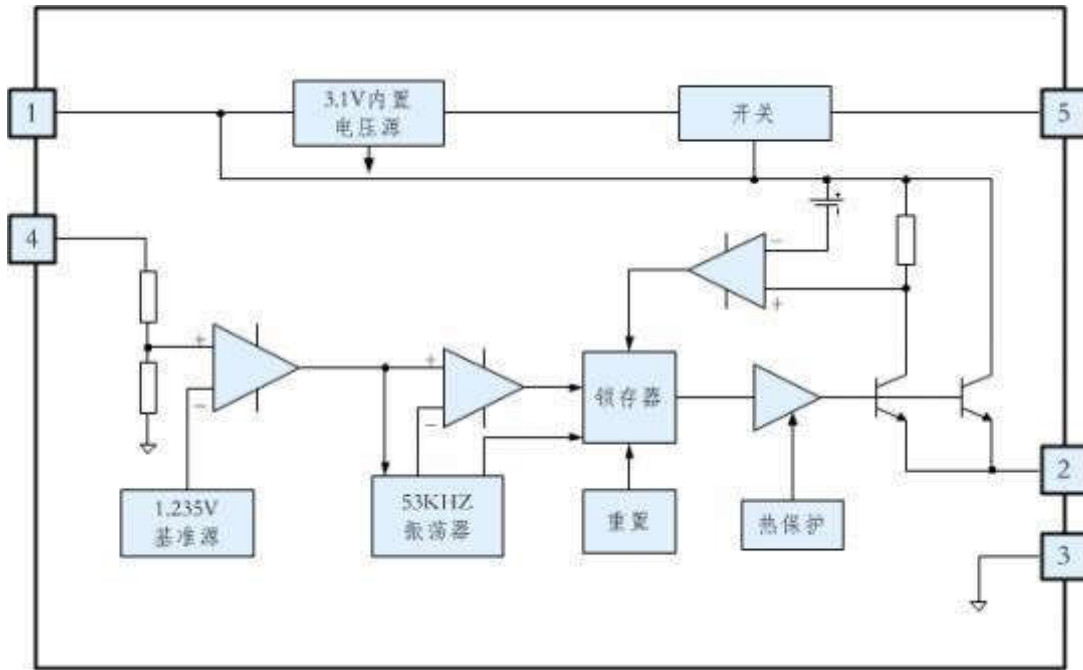 1
3.1V内置
电压源
开关
5
4
+
-
-
+
+
-
+
-
锁存器
1.235V
基准源
53KHZ
振荡器
重置
热保护
2
3